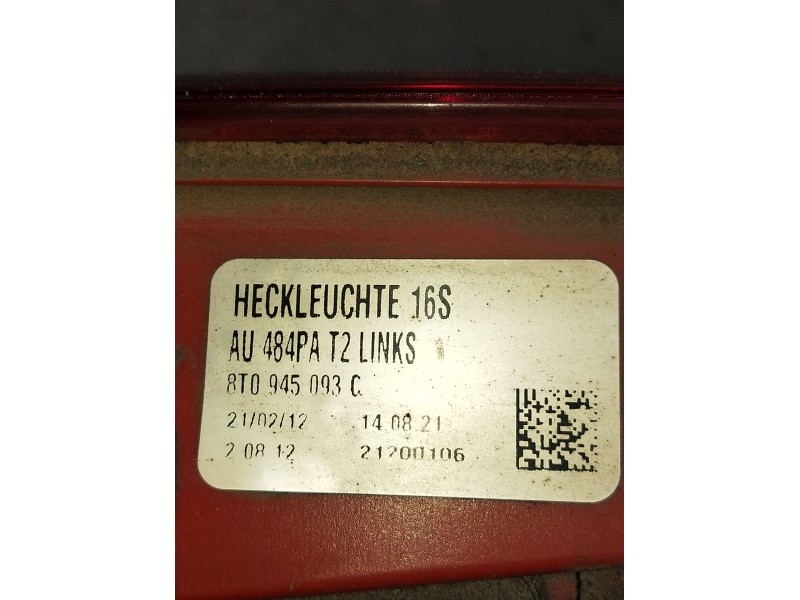 HECKLEUCHTE 16S
AU 484PA T2 LINKS
8T0 945 093 C
21/02/12 14 08 21
2 08 12 21200106